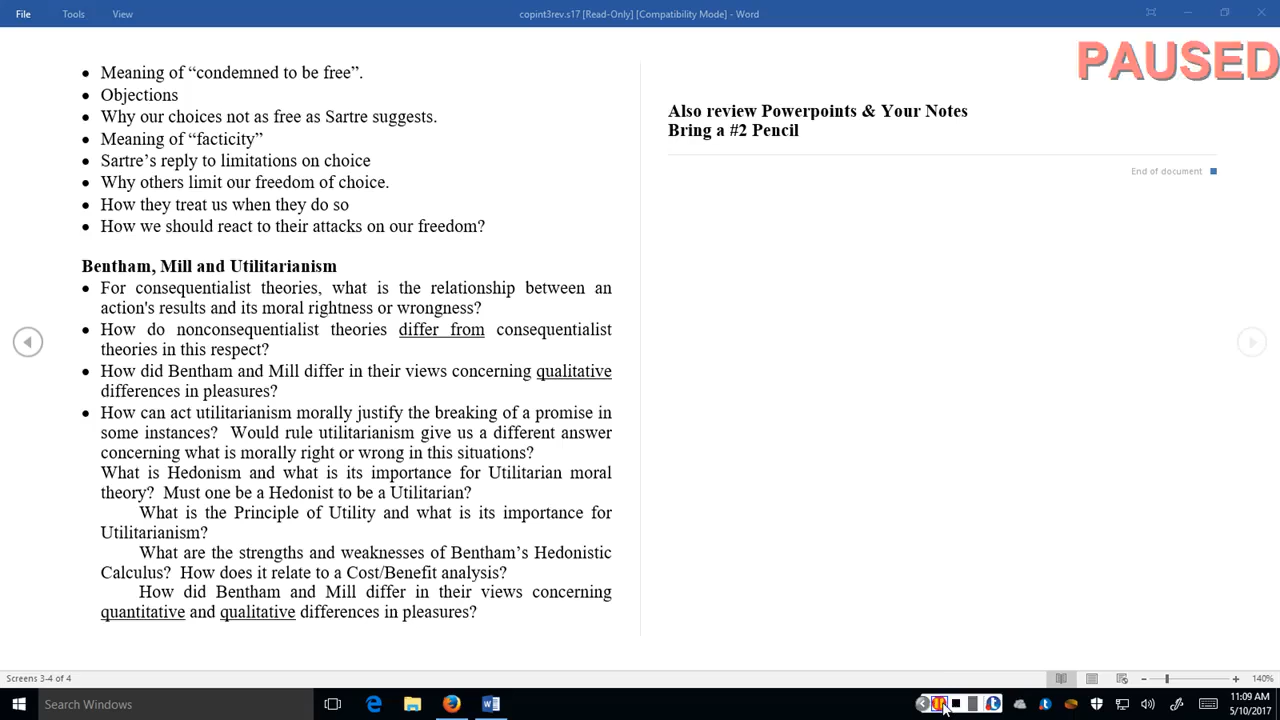 File Tools View copint3rev.s17 [Read-Only] [Compatibility Mode] - Word
PAUSED
• Meaning of “condemned to be free”.
• Objections
• Why our choices not as free as Sartre suggests.
• Meaning of “facticity”
• Sartre’s reply to limitations on choice
• Why others limit our freedom of choice.
• How they treat us when they do so
• How we should react to their attacks on our freedom?
Bentham, Mill and Utilitarianism
• For consequentialist theories, what is the relationship between an
action's results and its moral rightness or wrongness?
• How do nonconsequentialist theories differ from consequentialist
theories in this respect?
• How did Bentham and Mill differ in their views concerning qualitative
differences in pleasures?
• How can act utilitarianism morally justify the breaking of a promise in
some instances? Would rule utilitarianism give us a different answer
concerning what is morally right or wrong in this situations?
What is Hedonism and what is its importance for Utilitarian moral
theory? Must one be a Hedonist to be a Utilitarian?
What is the Principle of Utility and what is its importance for
Utilitarianism?
What are the strengths and weaknesses of Bentham’s Hedonistic
Calculus? How does it relate to a Cost/Benefit analysis?
How did Bentham and Mill differ in their views concerning
quantitative and qualitative differences in pleasures?
Also review Powerpoints & Your Notes
Bring a #2 Pencil
End of document
Screens 3-4 of 4
140%
Search Windows
11:09 AM
5/10/2017